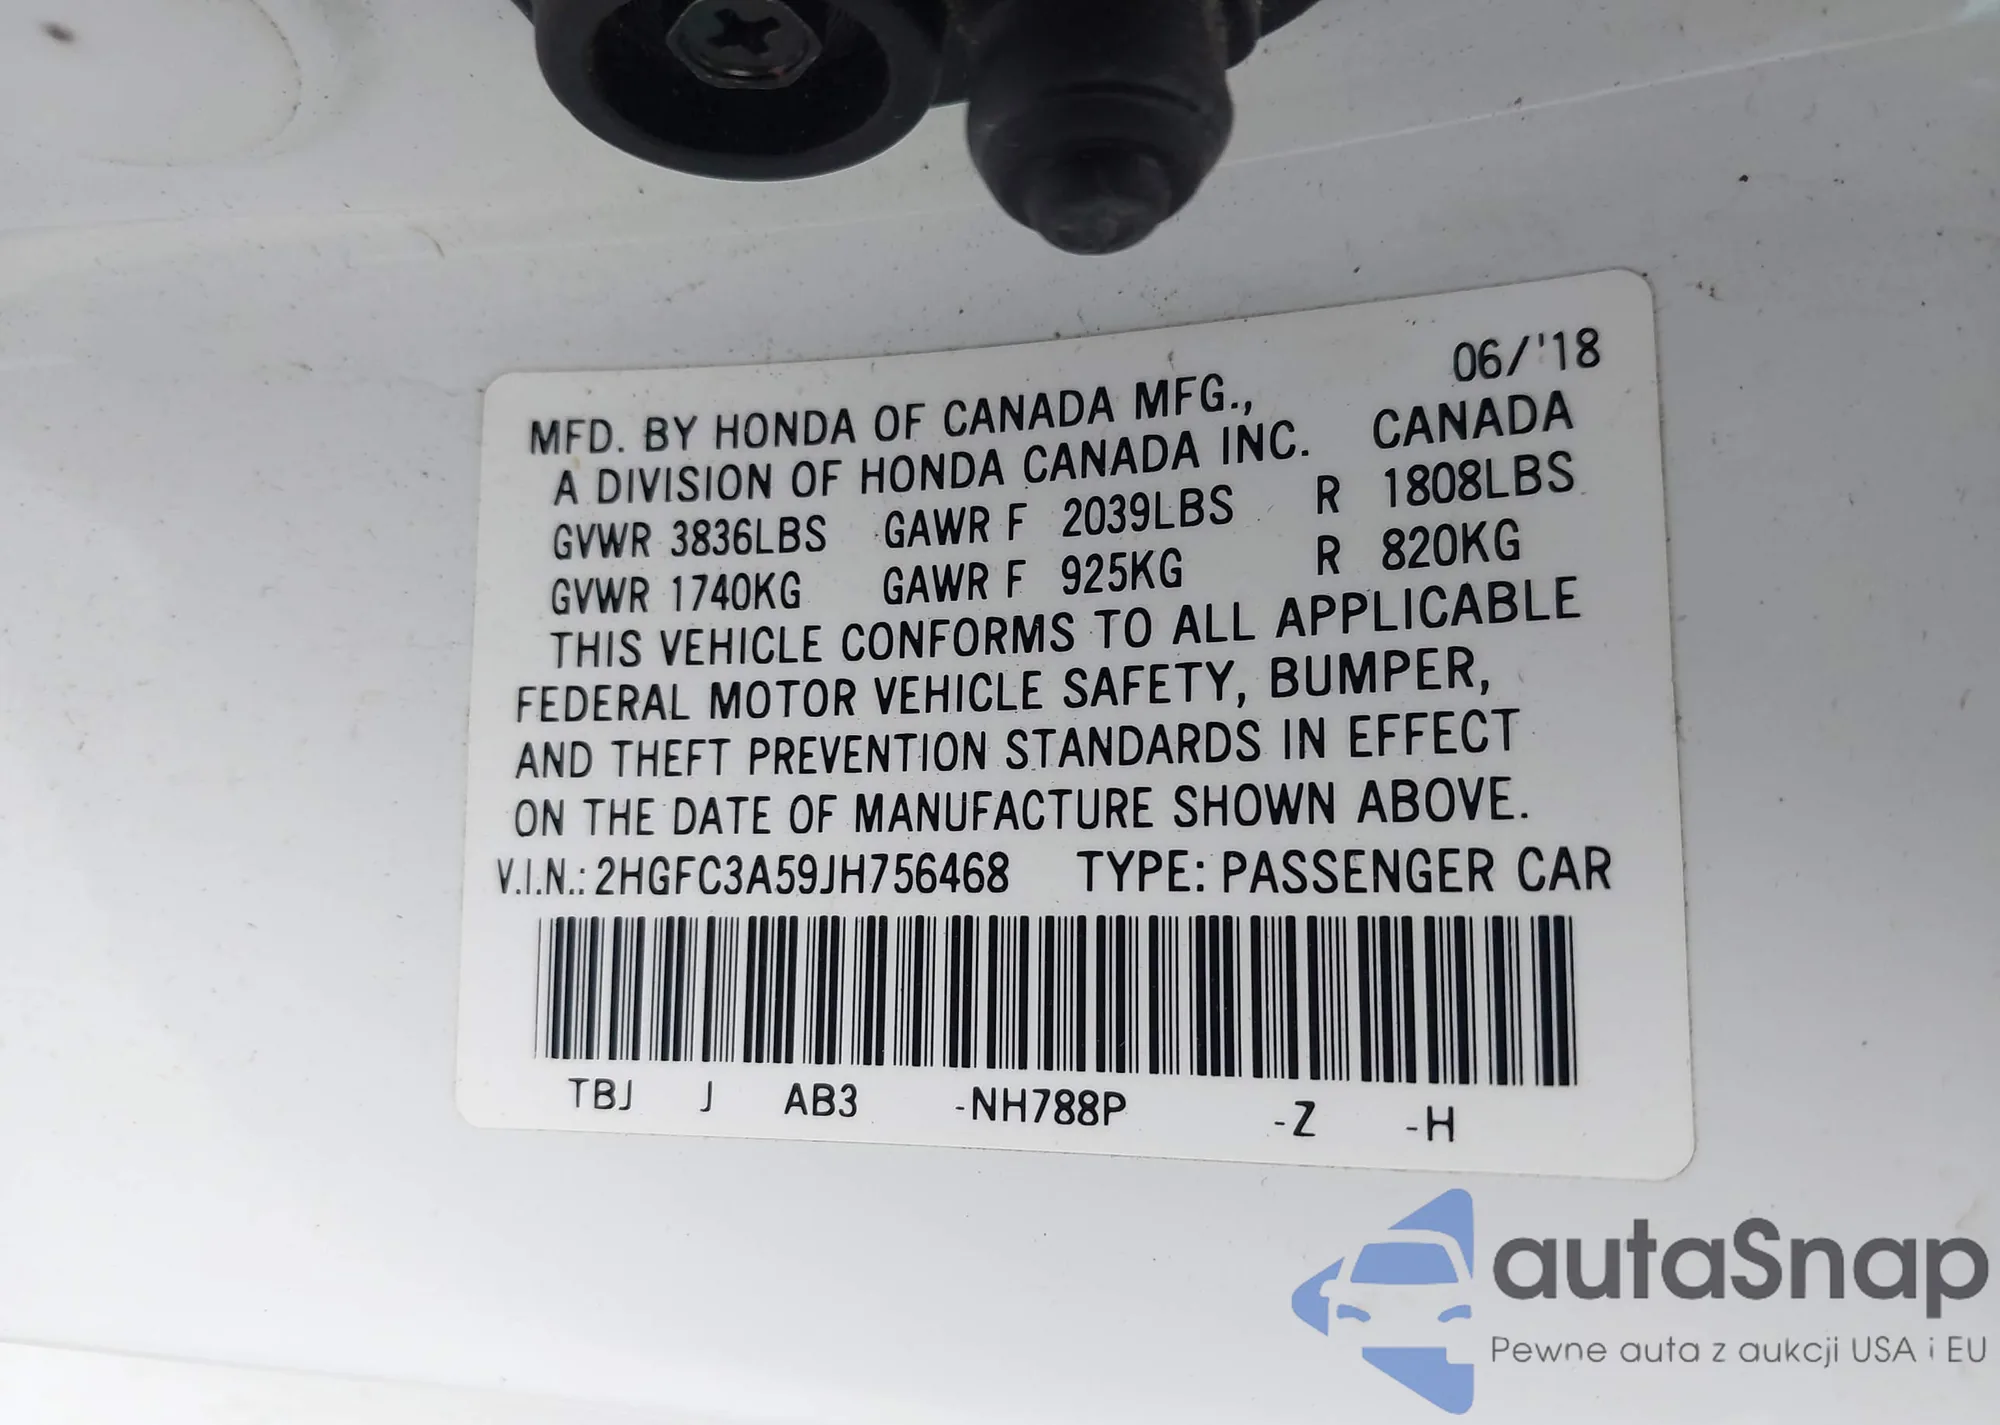 06/'18
MFD. BY HONDA OF CANADA MFG.,
A DIVISION OF HONDA CANADA INC. CANADA
GVWR 3836LBS GAWR F 2039LBS R 1808LBS
GVWR 1740KG GAWR F 925KG R 820KG
THIS VEHICLE CONFORMS TO ALL APPLICABLE
FEDERAL MOTOR VEHICLE SAFETY, BUMPER,
AND THEFT PREVENTION STANDARDS IN EFFECT
ON THE DATE OF MANUFACTURE SHOWN ABOVE.
V.I.N.: 2HGFC3A59JH756468 TYPE: PASSENGER CAR
TBJ J AB3 -NH788P -Z -H
autaSnap
Pewne auta z aukcji USA i EU